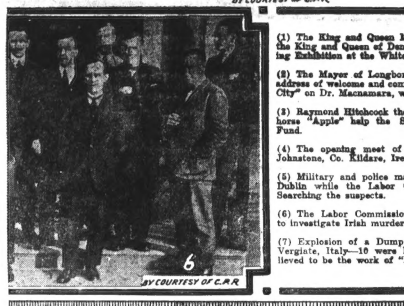 BY COURTESY OF C.P.R
(1) The King and Queen
the King and Queen of Den
ing Exhibition at the White
(2) The Mayor of Longbor
address of welcome and com
City" on Dr. Macnamara, w
(3) Raymond Hitchcock the
horse "Apple" help the S
Fund.
(4) The opening meet of
Johnstone, Co. Kildare, Ire
(5) Military and police ma
Dublin while the Labor
Searching the suspects.
(6) The Labor Commissio
to investigate Irish murder
(7) Explosion of a Dump
Vergiate, Italy—10 were
lieved to be the work of "
6
BY COURTESY OF C.P.R